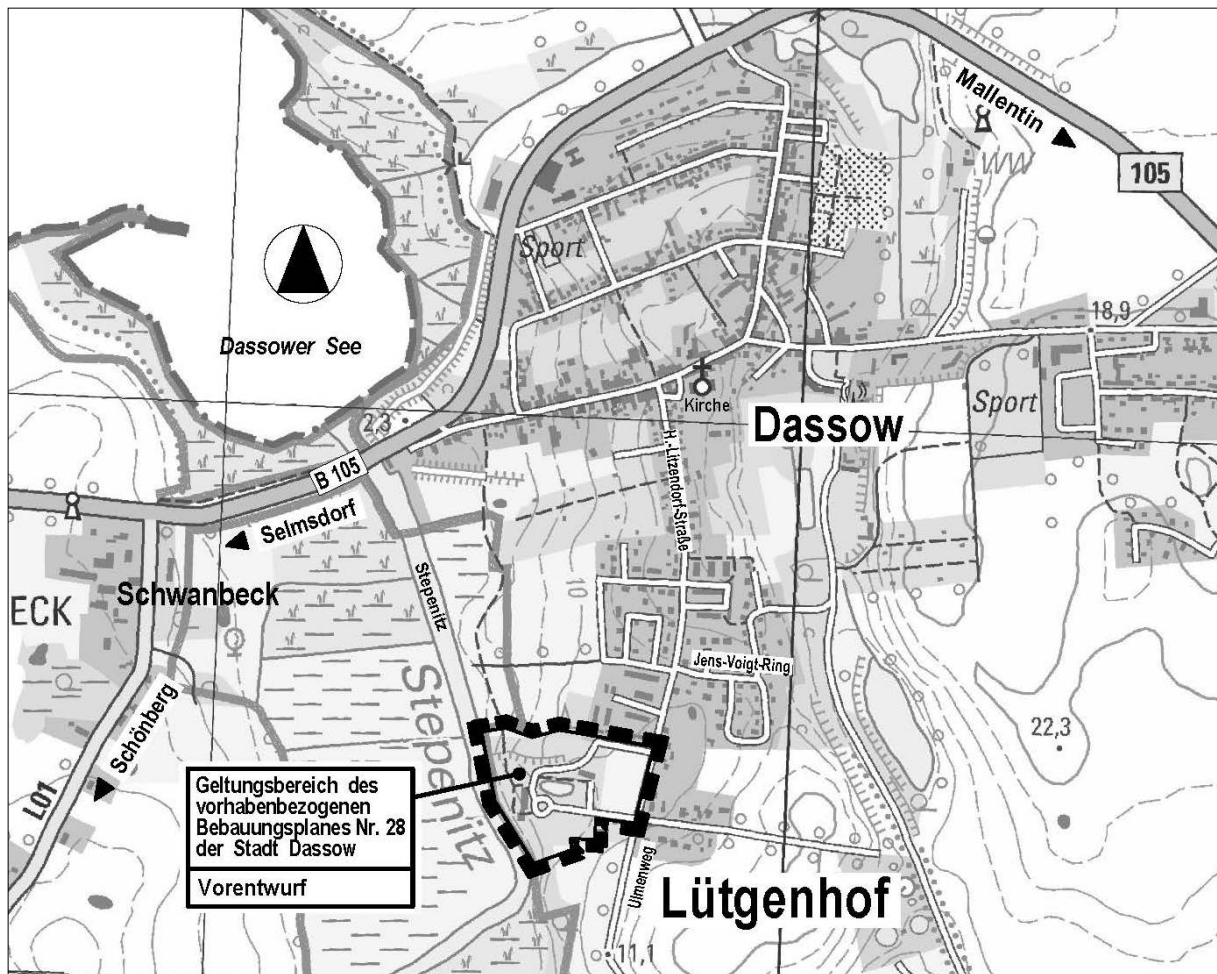 Mallentin
WW
105
Sport
Dassower See
18,9
Kirche
2,3
Dassow
Sport
B 105
H.-Litzendorf-Straße
Selmsdorf
Schwanbeck
ECK
10
Stepenitz
Stepenitz
Jens-Voigt-Ring
Schönberg
22,3
L01
Geltungsbereich des
vorhabenbezogenen
Bebauungsplanes Nr. 28
der Stadt Dassow
Vorentwurf
Ulmenweg
Lütgenhof
11,1